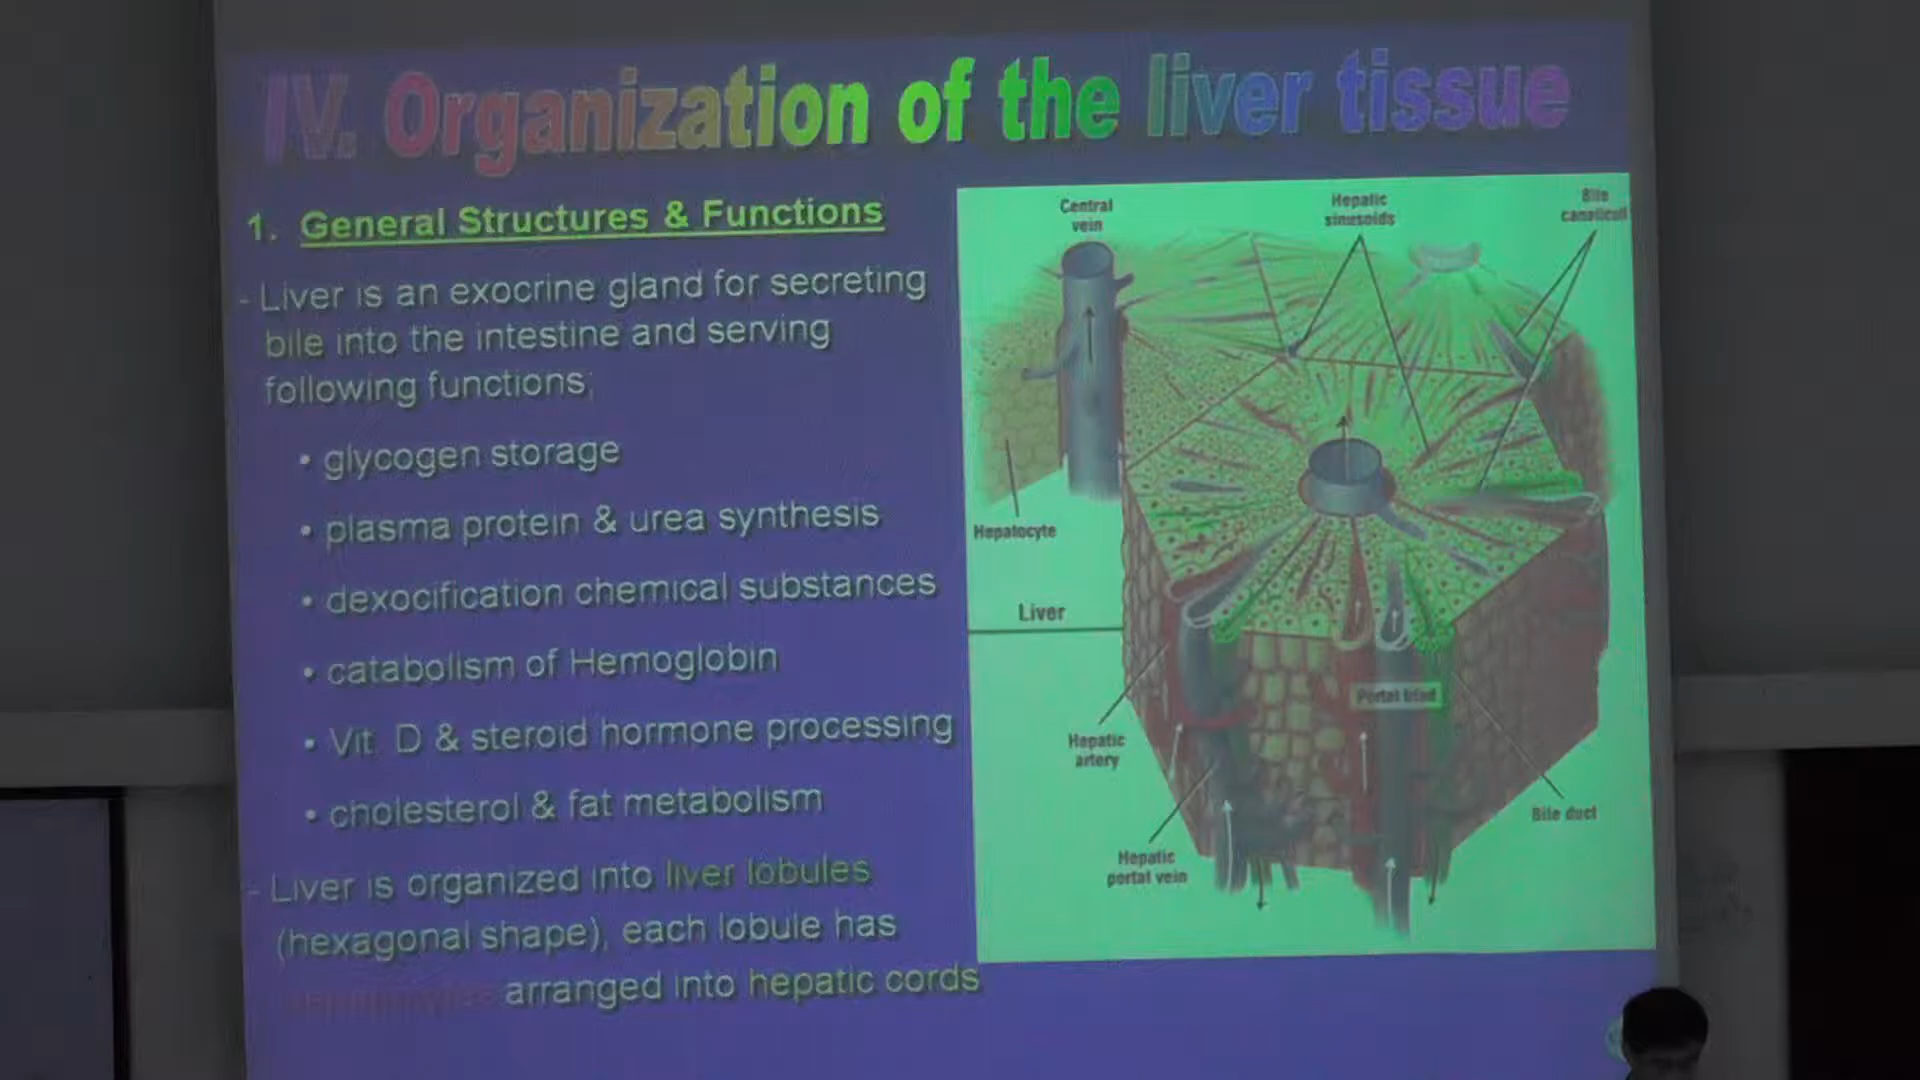 IV. Organization of the liver tissue
1. General Structures & Functions
- Liver is an exocrine gland for secreting
bile into the intestine and serving
following functions;
• glycogen storage
• plasma protein & urea synthesis
• dexocification chemical substances
• catabolism of Hemoglobin
• Vit. D & steroid hormone processing
• cholesterol & fat metabolism
- Liver is organized into liver lobules
(hexagonal shape), each lobule has
arranged into hepatic cords
Central
vein
Hepatic
sinusoids
Bile
canaliculi
Hepatocyte
Liver
Portal triad
Hepatic
artery
Hepatic
portal vein
Bile duct